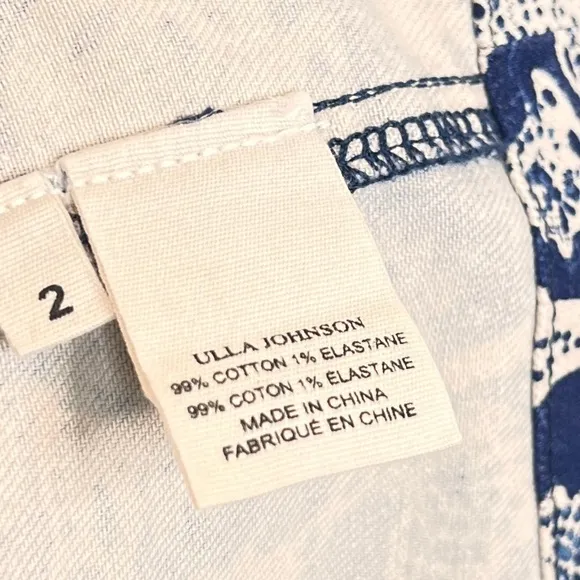 2
ULLA JOHNSON
99% COTTON 1% ELASTANE
99% COTON 1% ÉLASTANE
MADE IN CHINA
FABRIQUÉ EN CHINE